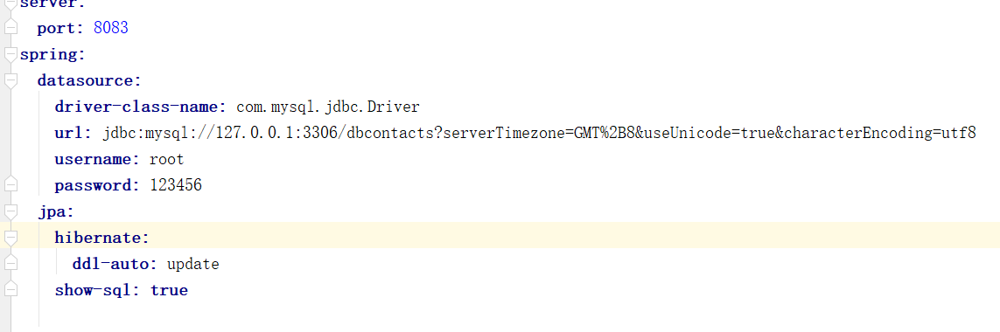 server:
port: 8083
spring:
datasource:
driver-class-name: com.mysql.jdbc.Driver
url: jdbc:mysql://127.0.0.1:3306/dbcontacts?serverTimezone=GMT%2B8&useUnicode=true&characterEncoding=utf8
username: root
password: 123456
jpa:
hibernate:
ddl-auto: update
show-sql: true